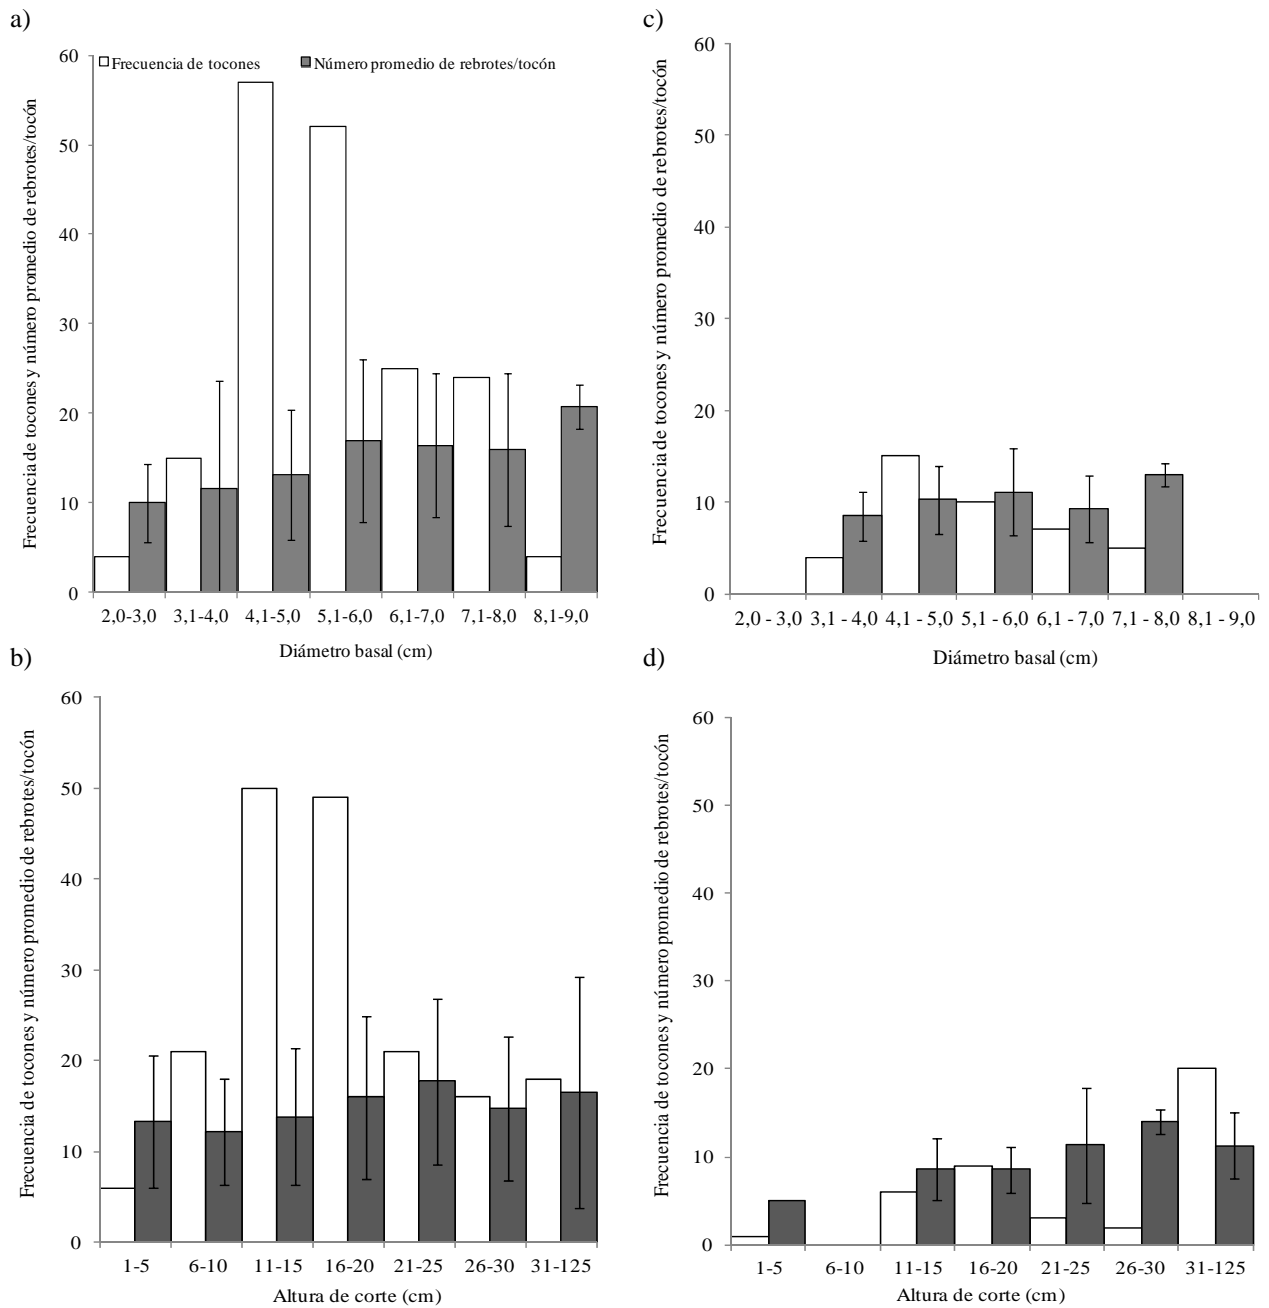 a)
Frecuencia de tocones y número promedio de rebrotes/tocón
60
50
40
30
20
10
0
Frecuencia de tocones
Número promedio de rebrotes/tocón
2,0-3,0 3,1-4,0 4,1-5,0 5,1-6,0 6,1-7,0 7,1-8,0 8,1-9,0
Diámetro basal (cm)
c)
Frecuencia de tocones y número promedio de rebrotes/tocón
60
50
40
30
20
10
0
2,0 - 3,0 3,1 - 4,0 4,1 - 5,0 5,1 - 6,0 6,1 - 7,0 7,1 - 8,0 8,1 - 9,0
Diámetro basal (cm)
b)
Frecuencia de tocones y número promedio de rebrotes/tocón
60
50
40
30
20
10
0
1-5 6-10 11-15 16-20 21-25 26-30 31-125
Altura de corte (cm)
d)
Frecuencia de tocones y número promedio de rebrotes/tocón
60
50
40
30
20
10
0
1-5 6-10 11-15 16-20 21-25 26-30 31-125
Altura de corte (cm)